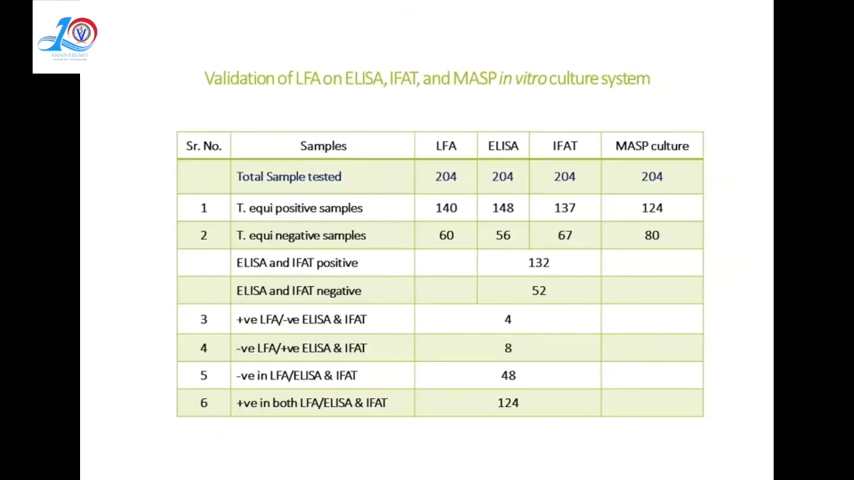 10
ANNIVERSARY
Validation of LFA on ELISA, IFAT, and MASP in vitro culture system
Sr. No. Samples LFA ELISA IFAT MASP culture
Total Sample tested 204 204 204 204
1 T. equi positive samples 140 148 137 124
2 T. equi negative samples 60 56 67 80
ELISA and IFAT positive 132
ELISA and IFAT negative 52
3 +ve LFA/-ve ELISA & IFAT 4
4 -ve LFA/+ve ELISA & IFAT 8
5 -ve in LFA/ELISA & IFAT 48
6 +ve in both LFA/ELISA & IFAT 124